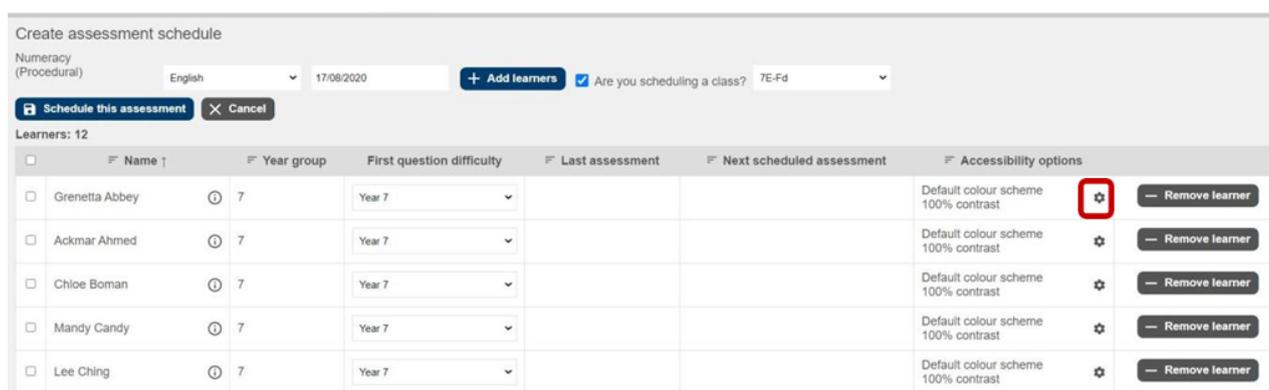 Create assessment schedule
Numeracy
(Procedural)
English 17/08/2020 + Add learners Are you scheduling a class? 7E-Fd
Schedule this assessment Cancel
Learners: 12
Name ↑ Year group First question difficulty Last assessment Next scheduled assessment Accessibility options
Grenetta Abbey 7 Year 7 Default colour scheme
100% contrast — Remove learner
Ackmar Ahmed 7 Year 7 Default colour scheme
100% contrast — Remove learner
Chloe Boman 7 Year 7 Default colour scheme
100% contrast — Remove learner
Mandy Candy 7 Year 7 Default colour scheme
100% contrast — Remove learner
Lee Ching 7 Year 7 Default colour scheme
100% contrast — Remove learner